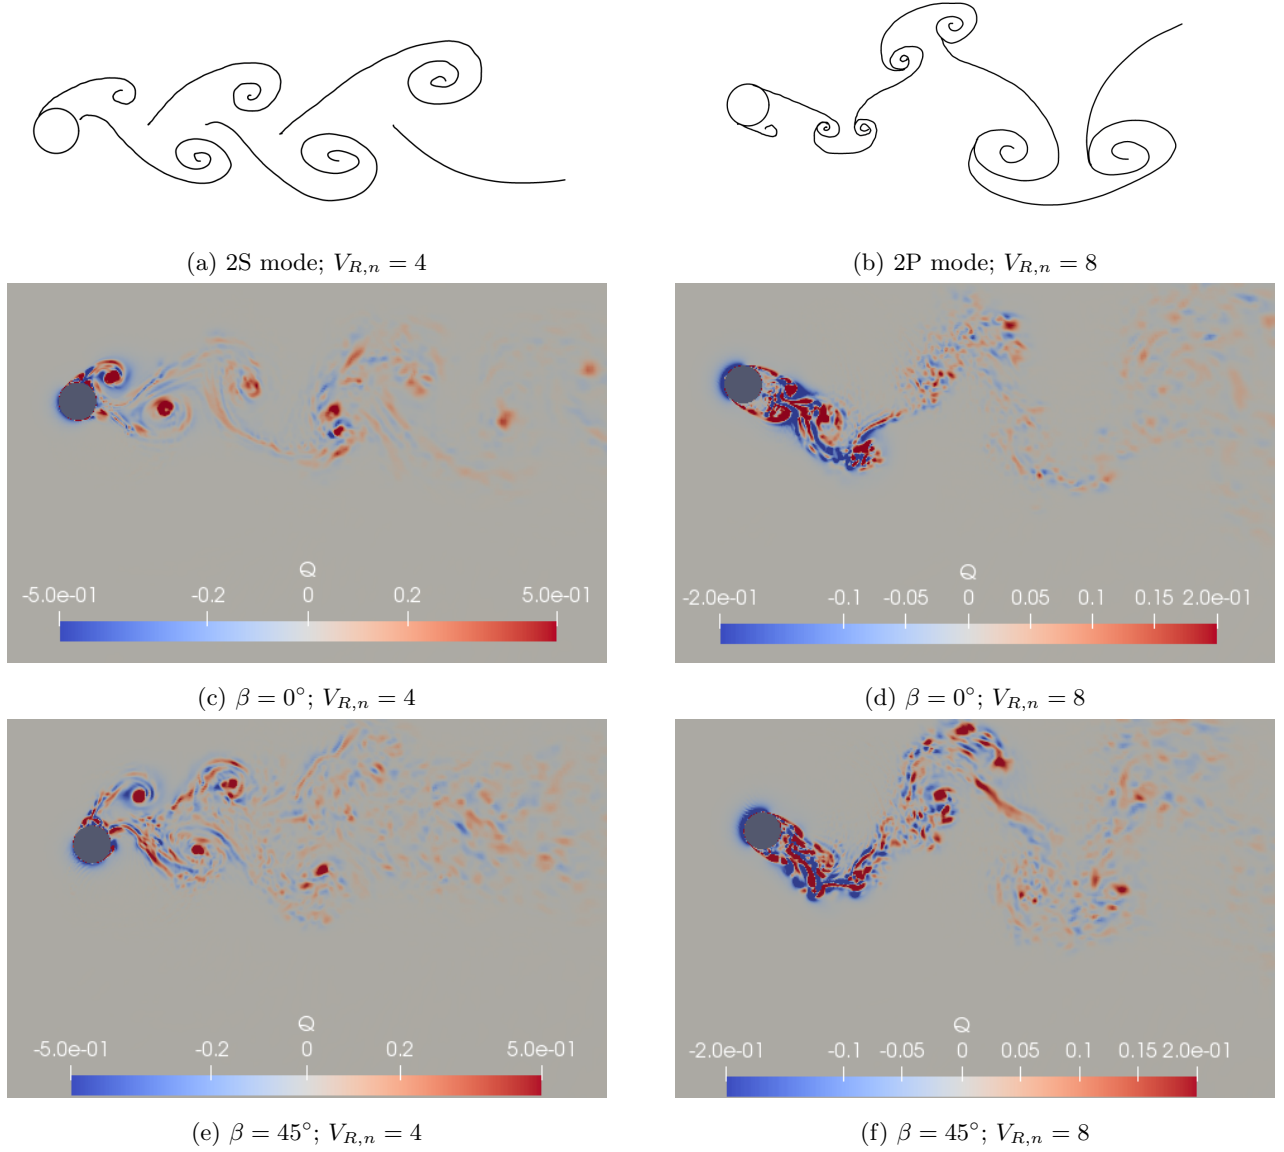 (a) 2S mode; V_{R,n} = 4
(b) 2P mode; V_{R,n} = 8
Q
-5.0e-01 -0.2 0 0.2 5.0e-01
Q
-2.0e-01 -0.1 -0.05 0 0.05 0.1 0.15 2.0e-01
(c) β = 0°; V_{R,n} = 4
(d) β = 0°; V_{R,n} = 8
Q
-5.0e-01 -0.2 0 0.2 5.0e-01
Q
-2.0e-01 -0.1 -0.05 0 0.05 0.1 0.15 2.0e-01
(e) β = 45°; V_{R,n} = 4
(f) β = 45°; V_{R,n} = 8